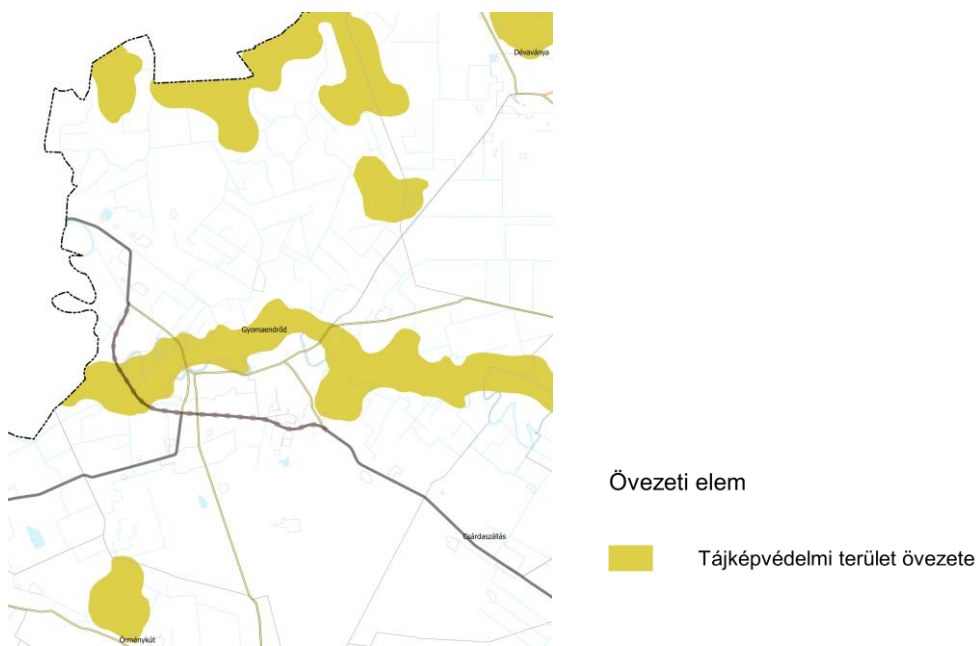 Dévaványa
Gyomaendrőd
Csárdaszállás
Örménykút
Övezeti elem
Tájképvédelmi terület övezete